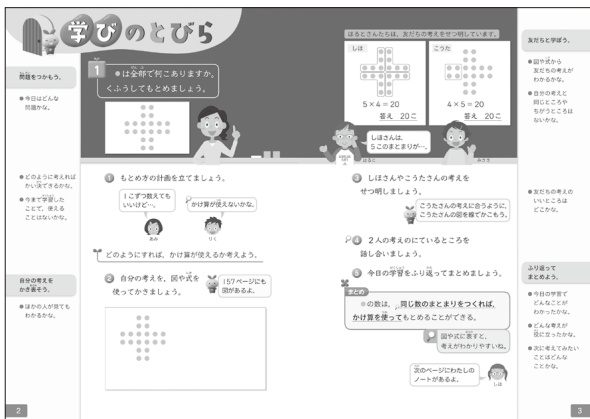 学びのとびら
問題をつかもう。
●今日はどんな
問題かな。
●どのように考えれば
かい決できるかな。
●今まで学習した
ことで、使える
ことはないかな。
自分の考えを
かき表そう。
●ほかの人が見ても
わかるかな。
1
●は全部で何こありますか。
くふうしてもとめましょう。
① もとめ方の計画を立てましょう。
1こずつ数えても
いいけど…。
あみ
かけ算が使えないかな。
りく
どのようにすれば、かけ算が使えるか考えよう。
② 自分の考えを、図や式を
使ってかきましょう。
157ページにも
図があるよ。
2
はるとさんたちは、友だちの考えをせつ明しています。
しほ
5×4=20
答え 20こ
こうた
4×5=20
答え 20こ
しほさんは、
5このまとまりが…。
はると
みさき
③ しほさんやこうたさんの考えを
せつ明しましょう。
こうたさんの考えに合うように、
こうたさんの図を線でかこもう。
④ 2人の考えのにているところを
話し合いましょう。
⑤ 今日の学習をふり返ってまとめましょう。
まとめ
●の数は、同じ数のまとまりをつくれば、
かけ算を使ってもとめることができる。
図や式に表すと、
考えがわかりやすいね。
次のページにわたしの
ノートがあるよ。
しほ
友だちと学ぼう。
●図や式から
友だちの考えが
わかるかな。
●自分の考えと
同じところや
ちがうところは
ないかな。
●友だちの考えの
いいところは
どこかな。
ふり返って
まとめよう。
●今日の学習で
どんなことが
わかったかな。
●どんな考えが
役に立ったかな。
●次に考えてみたい
ことはどんな
ことかな。
3